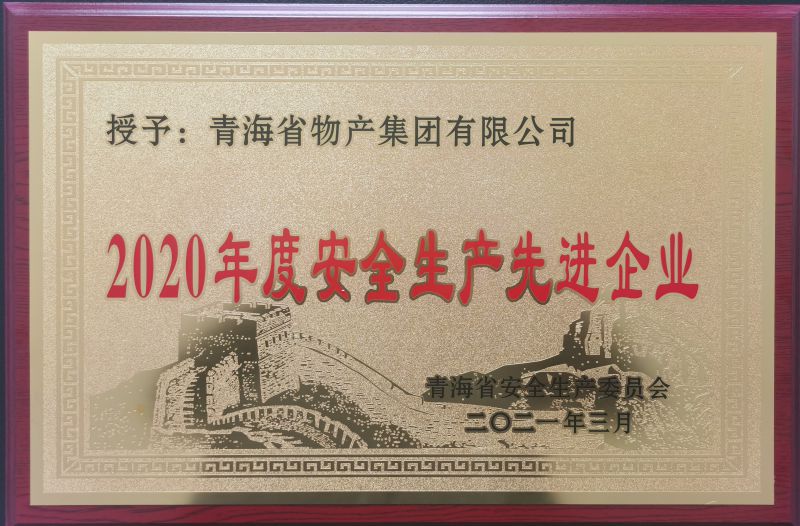 授予：青海省物产集团有限公司
2020年度安全生产先进企业
青海省安全生产委员会
二〇二一年三月